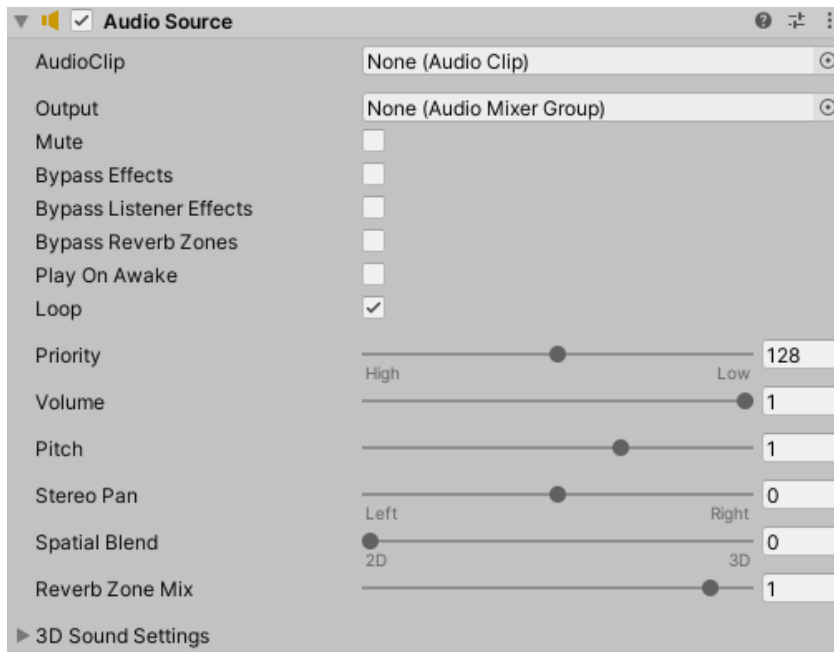 Audio Source
AudioClip None (Audio Clip)
Output None (Audio Mixer Group)
Mute
Bypass Effects
Bypass Listener Effects
Bypass Reverb Zones
Play On Awake
Loop
Priority 128
High Low
Volume 1
Pitch 1
Stereo Pan 0
Left Right
Spatial Blend 0
2D 3D
Reverb Zone Mix 1
3D Sound Settings